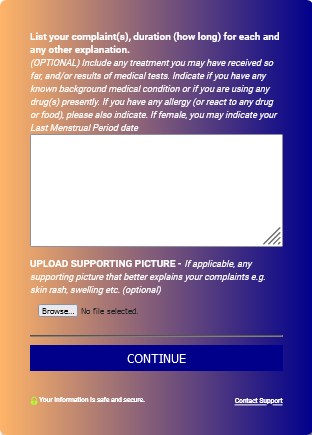 List your complaint(s), duration (how long) for each and
any other explanation.
(OPTIONAL) Include any treatment you may have received so
far, and/or results of medical tests. Indicate if you have any
known background medical condition or if you are using any
drug(s) presently. If you have any allergy (or react to any drug
or food), please also indicate. If female, you may indicate your
Last Menstrual Period date
UPLOAD SUPPORTING PICTURE - If applicable, any
supporting picture that better explains your complaints e.g.
skin rash, swelling etc. (optional)
Browse... No file selected.
CONTINUE
Your information is safe and secure. Contact Support